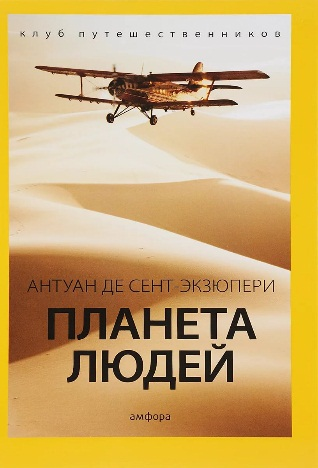 клуб путешественников
АНТУАН ДЕ СЕНТ-ЭКЗЮПЕРИ
ПЛАНЕТА
ЛЮДЕЙ
амфора